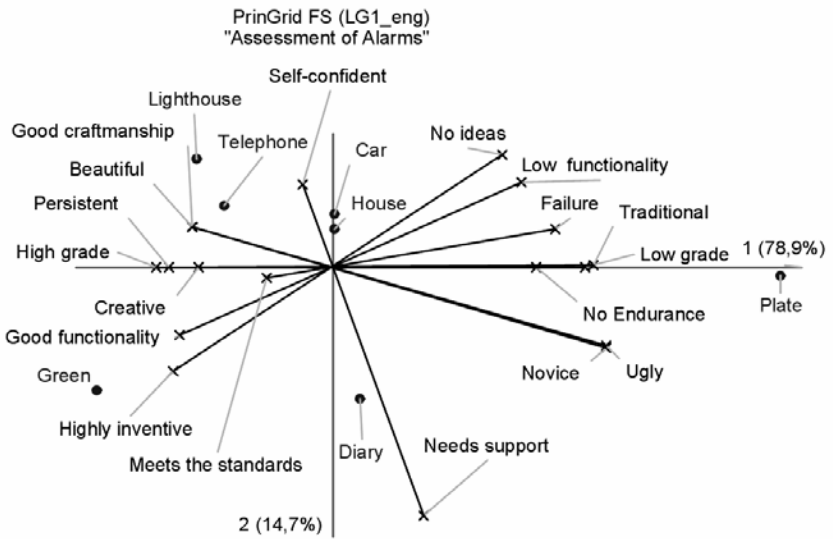 PrinGrid FS (LG1_eng)
"Assessment of Alarms"
Self-confident
Lighthouse
Good craftmanship
Telephone
Car
No ideas
Beautiful
Low functionality
Persistent
House
Failure
Traditional
High grade
Low grade
1 (78,9%)
Creative
No Endurance
Plate
Good functionality
Green
Novice
Ugly
Highly inventive
Diary
Needs support
Meets the standards
2 (14,7%)